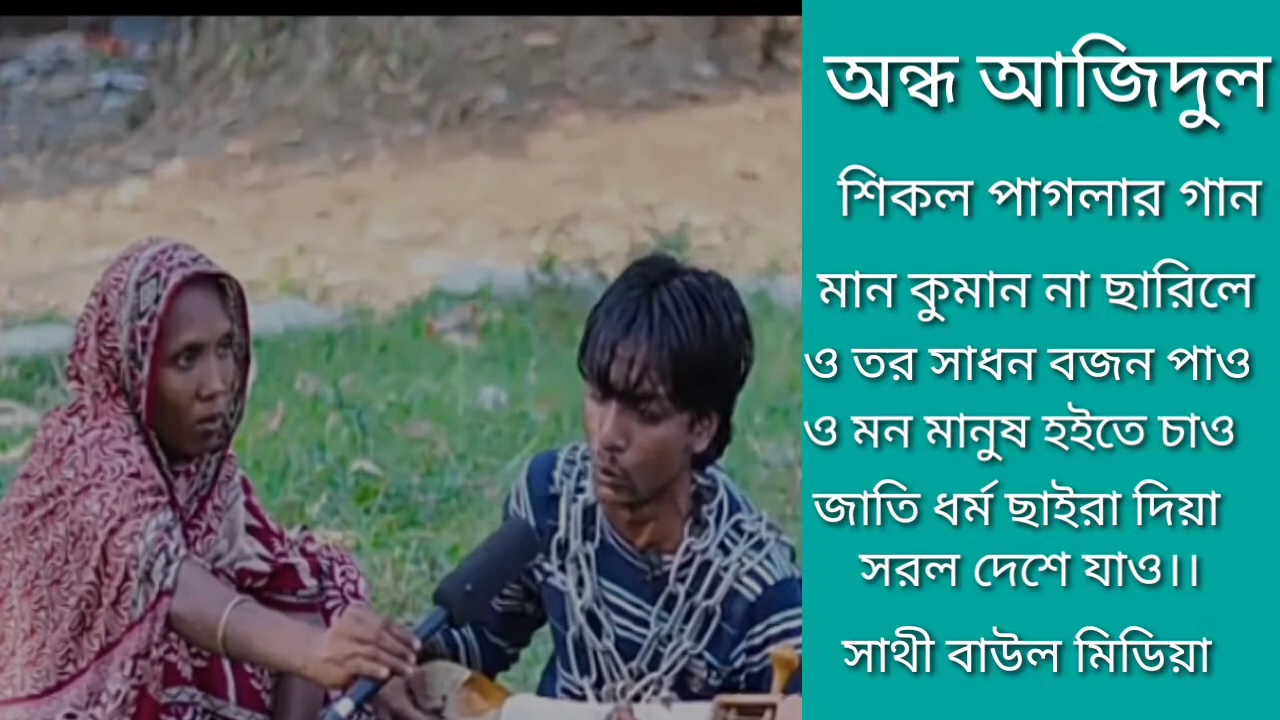 অন্ধ আজিদুল
শিকল পাগলার গান
মান কুমান না ছারিলে
ও তর সাধন বজন পাও
ও মন মানুষ হইতে চাও
জাতি ধর্ম ছাইরা দিয়া
সরল দেশে যাও।।
সাথী বাউল মিডিয়া